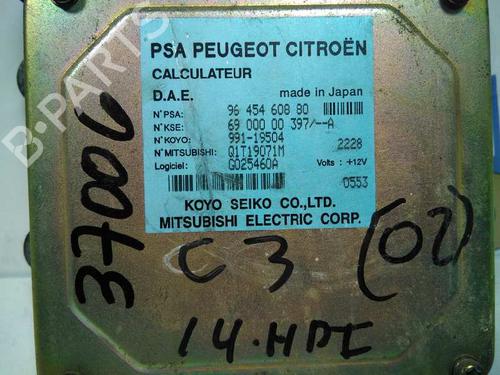 PSA PEUGEOT CITROËN
CALCULATEUR
D.A.E. made in Japan
N°PSA: 96 454 608 80
N°KSE: 69 000 00 397/--A
N°KOYO: 991-19504 2228
N°MITSUBISHI: Q1T19071M
Logiciel: G025460A Volts: +12V
0553
KOYO SEIKO CO.,LTD.
MITSUBISHI ELECTRIC CORP.
37006
C3 (02)
14.HDI
B-PARTS